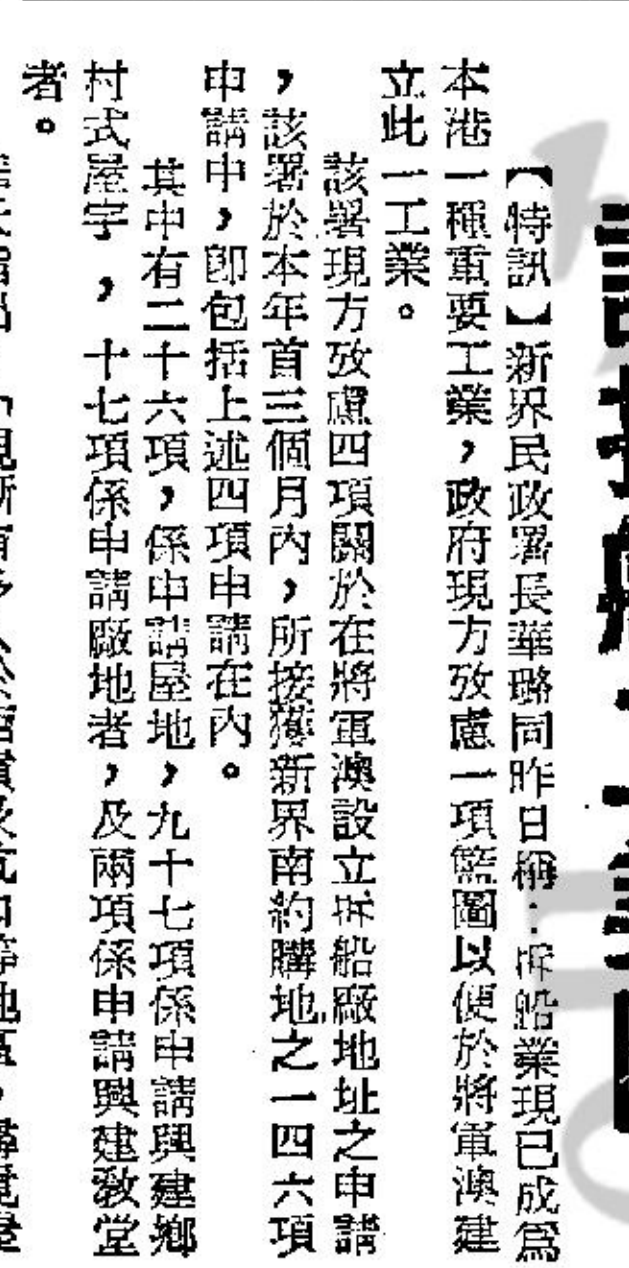 【特訊】新界民政署長華璐同昨日稱：拆船業現已成爲
本港一種重要工業，政府現方攷慮一項藍圖以便於將軍澳建
立此一工業。
該署現方攷慮四項關於在將軍澳設立拆船廠地址之申請
，該署於本年首三個月內，所接獲新界南約購地之一四六項
申請中，卽包括上述四項申請在內。
其中有二十六項，係申請屋地，九十七項係申請興建鄉
村式屋宇，十七項係申請廠地者，及兩項係申請興建敎堂
者。